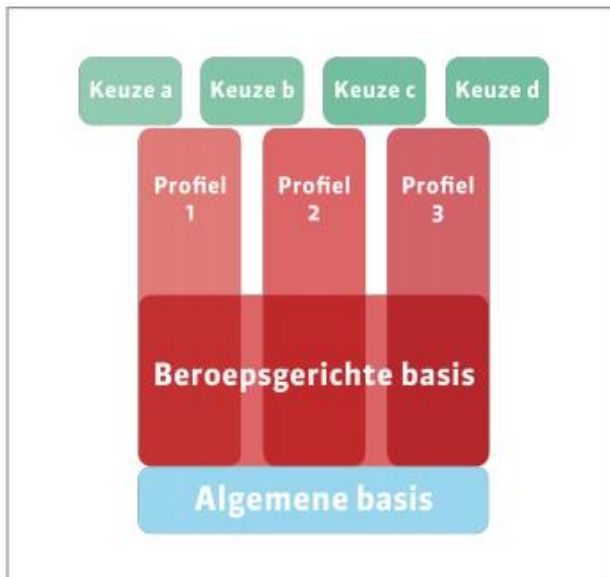 Keuze a
Keuze b
Keuze c
Keuze d
Profiel
1
Profiel
2
Profiel
3
Beroepsgerichte basis
Algemene basis